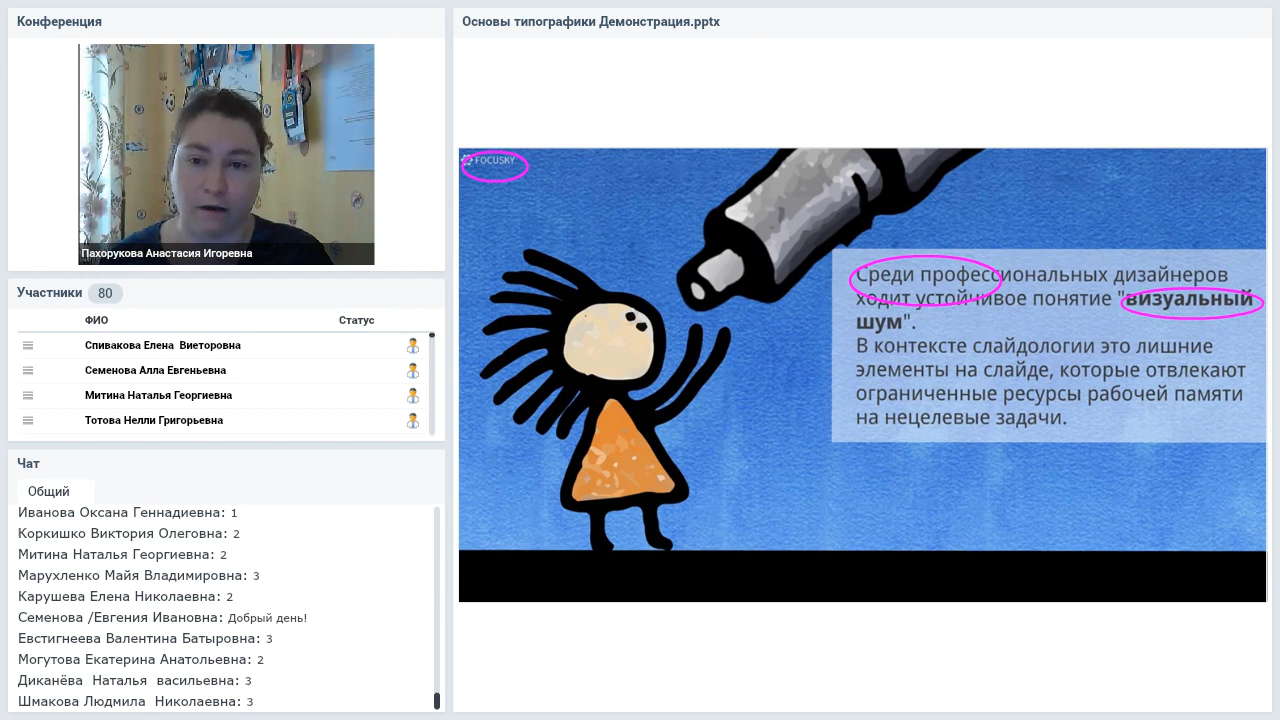 Конференция
Пахорукова Анастасия Игоревна
Участники 80
ФИО Статус
Спивакова Елена Виеторовна
Семенова Алла Евгеньевна
Митина Наталья Георгиевна
Тотова Нелли Григорьевна
Чат
Общий
Иванова Оксана Геннадиевна: 1
Коркишко Виктория Олеговна: 2
Митина Наталья Георгиевна: 2
Марухленко Майя Владимировна: 3
Карушева Елена Николаевна: 2
Семенова /Евгения Ивановна: Добрый день!
Евстигнеева Валентина Батыровна: 3
Могутова Екатерина Анатольевна: 2
Диканёва Наталья васильевна: 3
Шмакова Людмила Николаевна: 3
Основы типографики Демонстрация.pptx
FOCUSKY
Среди профессиональных дизайнеров
ходит устойчивое понятие "визуальный
шум".
В контексте слайдологии это лишние
элементы на слайде, которые отвлекают
ограниченные ресурсы рабочей памяти
на нецелевые задачи.